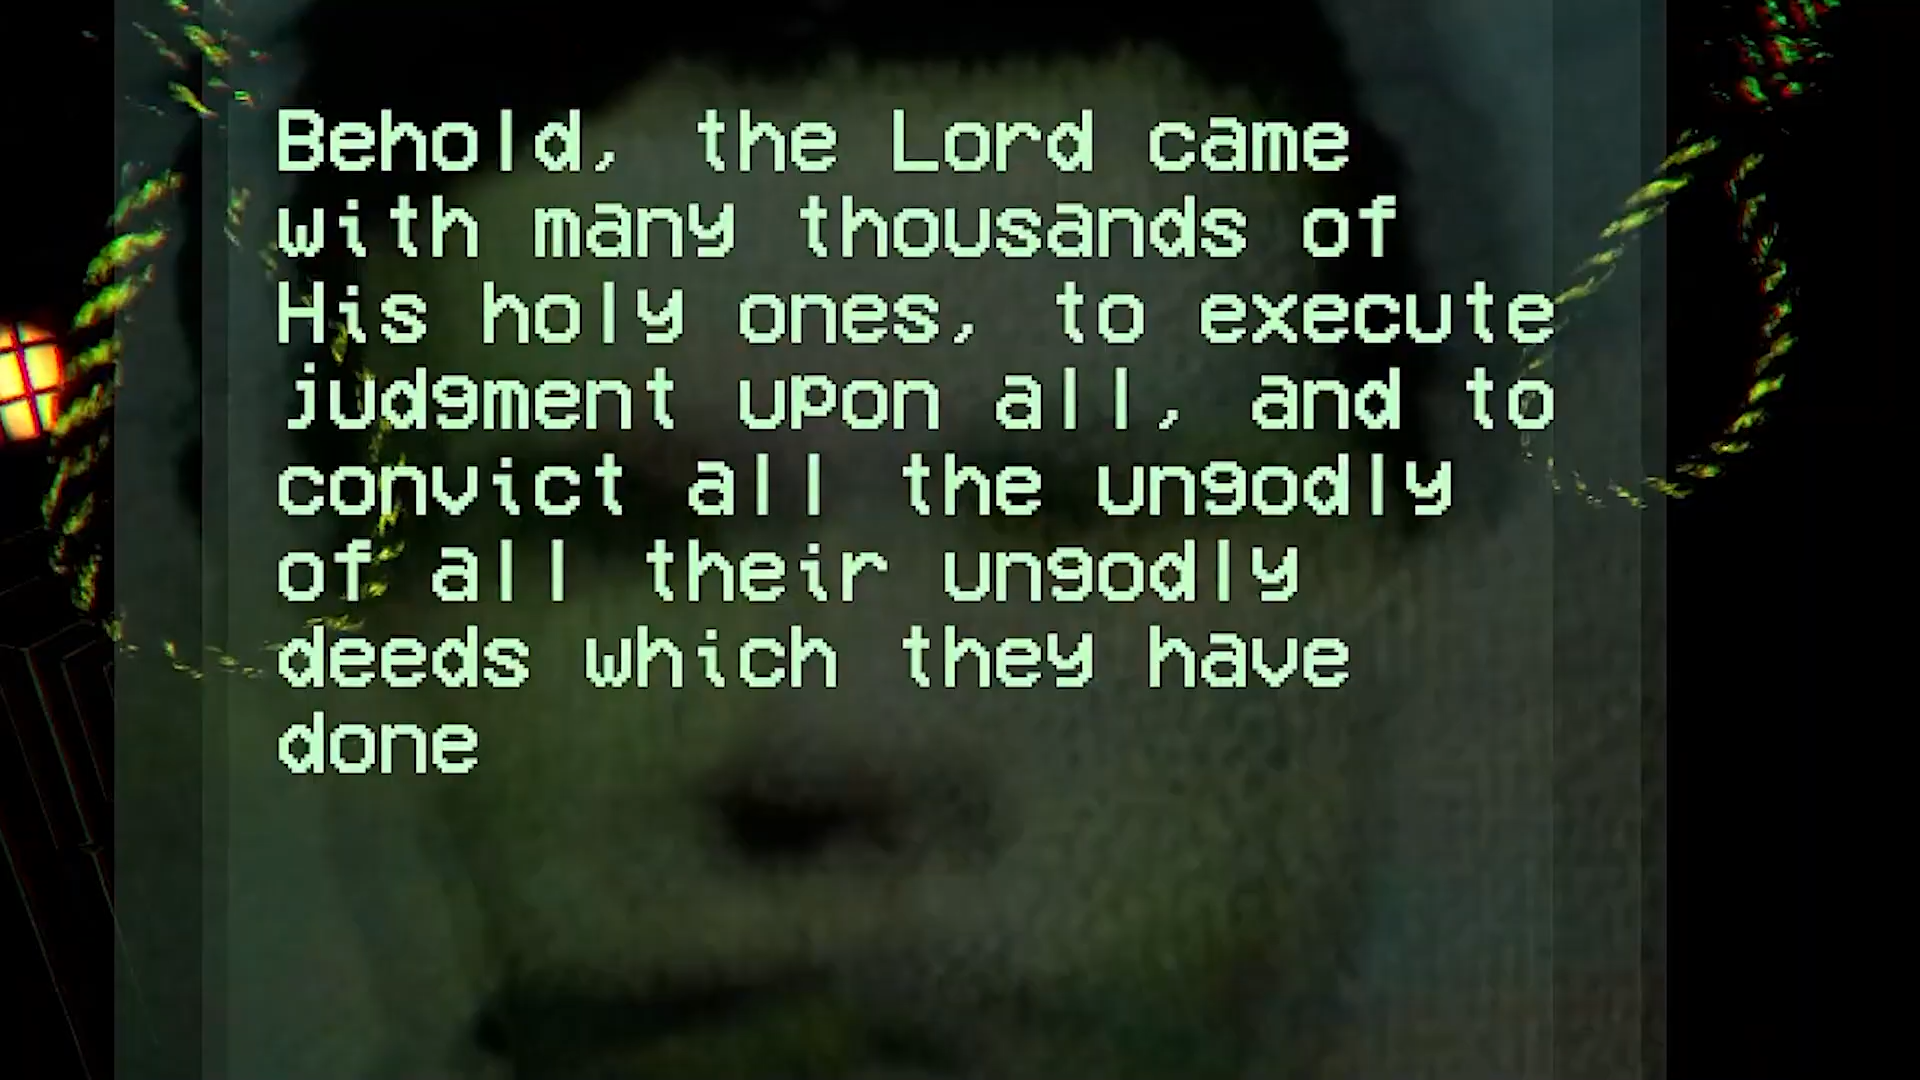 Behold, the Lord came
with many thousands of
His holy ones, to execute
judgment upon all, and to
convict all the ungodly
of all their ungodly
deeds which they have
done